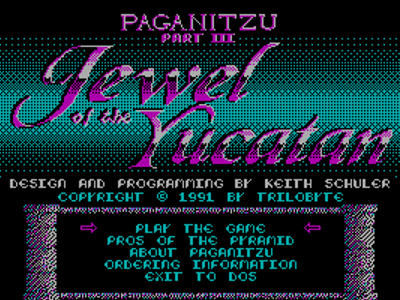 PAGANITZU
PART III
Jewel
of the
Yucatan
DESIGN AND PROGRAMMING BY KEITH SCHULER
COPYRIGHT © 1991 BY TRILOBYTE
PLAY THE GAME
PROS OF THE PYRAMID
ABOUT PAGANITZU
ORDERING INFORMATION
EXIT TO DOS